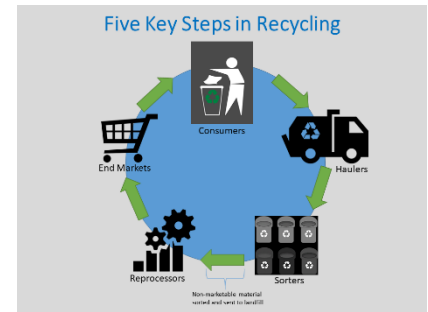 Five Key Steps in Recycling
Consumers
Haulers
Sorters
Non-marketable material
sorted and sent to landfill
Reprocessors
End Markets